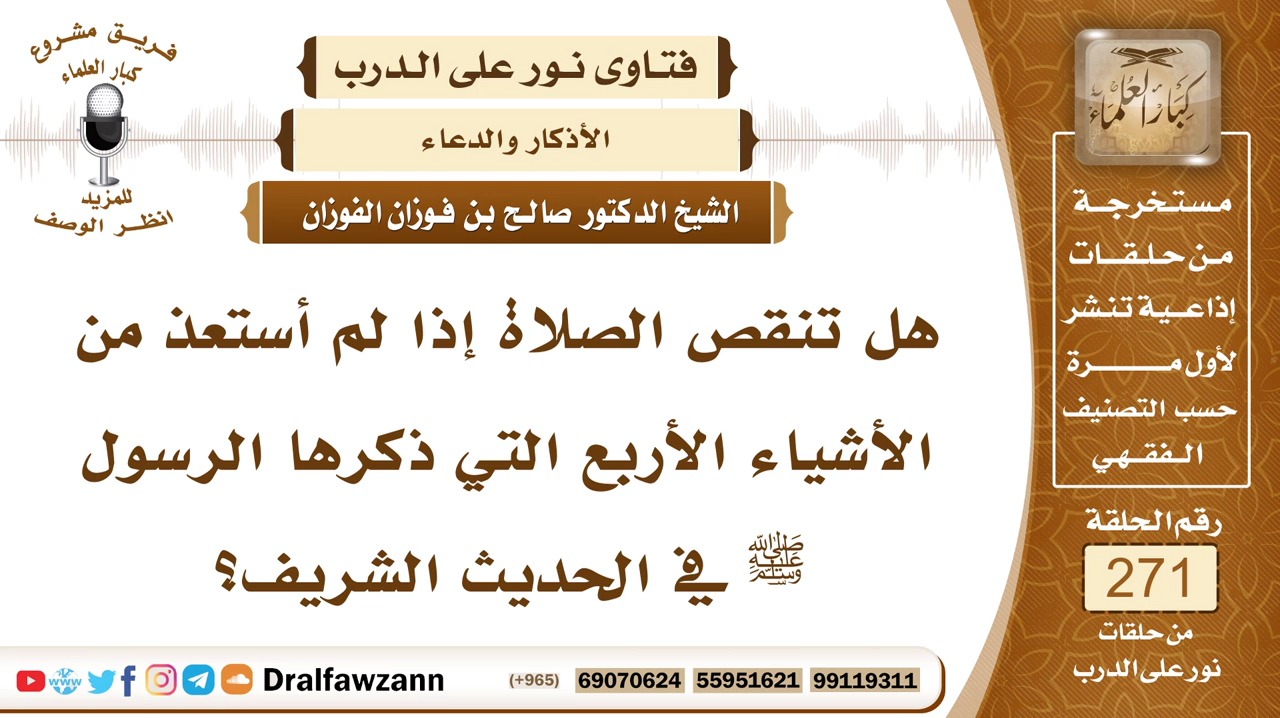 فريق مشروع
كبار العلماء
للمزيد
انظر الوصف
فتاوى نور على الدرب
الأذكار والدعاء
الشيخ الدكتور صالح بن فوزان الفوزان
هل تنقص الصلاة إذا لم أستعذ من
الأشياء الأربع التي ذكرها الرسول
ﷺ في الحديث الشريف؟
كبار العلماء
مستخرجة
من حلقات
إذاعية تنشر
لأول مرة
حسب التصنيف
الفقهي
رقم الحلقة
271
من حلقات
نور على الدرب
www Dralfawzann (+965) 69070624 55951621 99119311